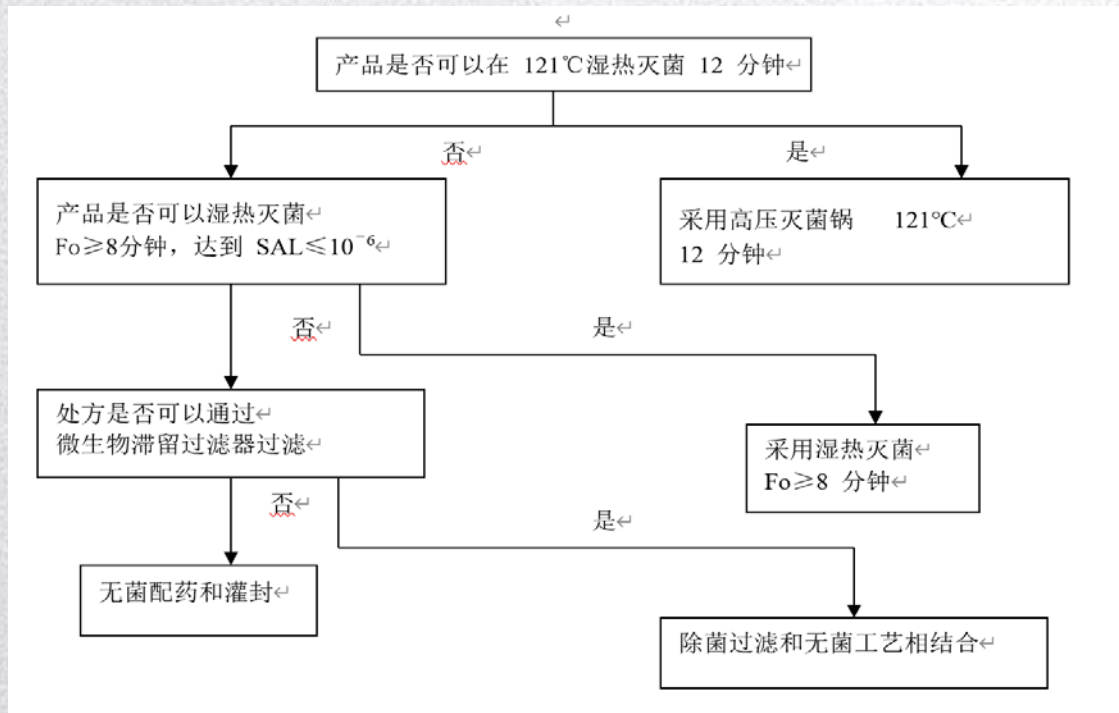 产品是否可以在 121℃湿热灭菌 12 分钟
否
是
产品是否可以湿热灭菌
Fo≥8分钟，达到 SAL≤10⁻⁶
采用高压灭菌锅 121℃
12 分钟
否
是
处方是否可以通过
微生物滞留过滤器过滤
采用湿热灭菌
Fo≥8 分钟
否
是
无菌配药和灌封
除菌过滤和无菌工艺相结合